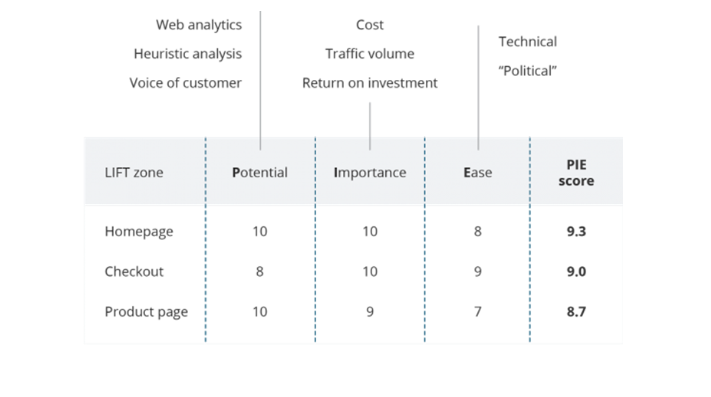 Web analytics
Heuristic analysis
Voice of customer
Cost
Traffic volume
Return on investment
Technical
“Political”
LIFT zone Potential Importance Ease PIE score
Homepage 10 10 8 9.3
Checkout 8 10 9 9.0
Product page 10 9 7 8.7